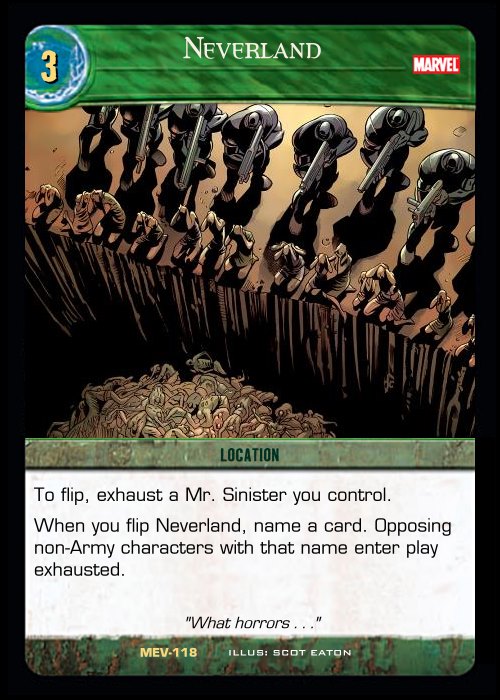 Neverland
3
MARVEL
LOCATION
To flip, exhaust a Mr. Sinister you control.
When you flip Neverland, name a card. Opposing
non-Army characters with that name enter play
exhausted.
"What horrors . . ."
MEV-118 ILLUS: SCOT EATON